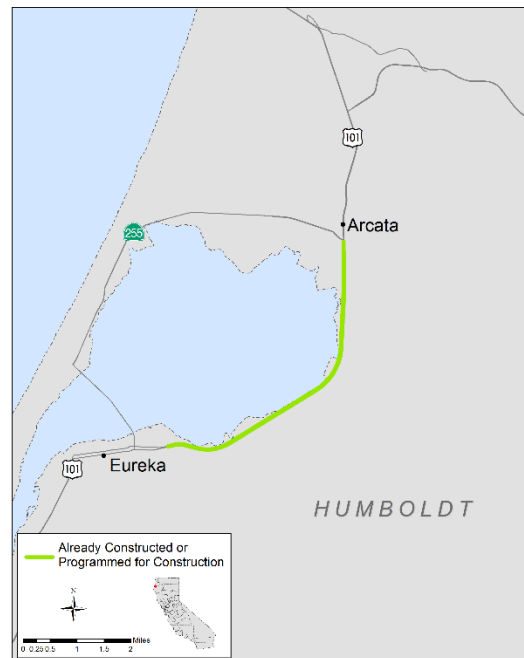 101
Arcata
255
Eureka
101
HUMBOLDT
Already Constructed or
Programmed for Construction
N
Miles
0 0.25 0.5 1 1.5 2